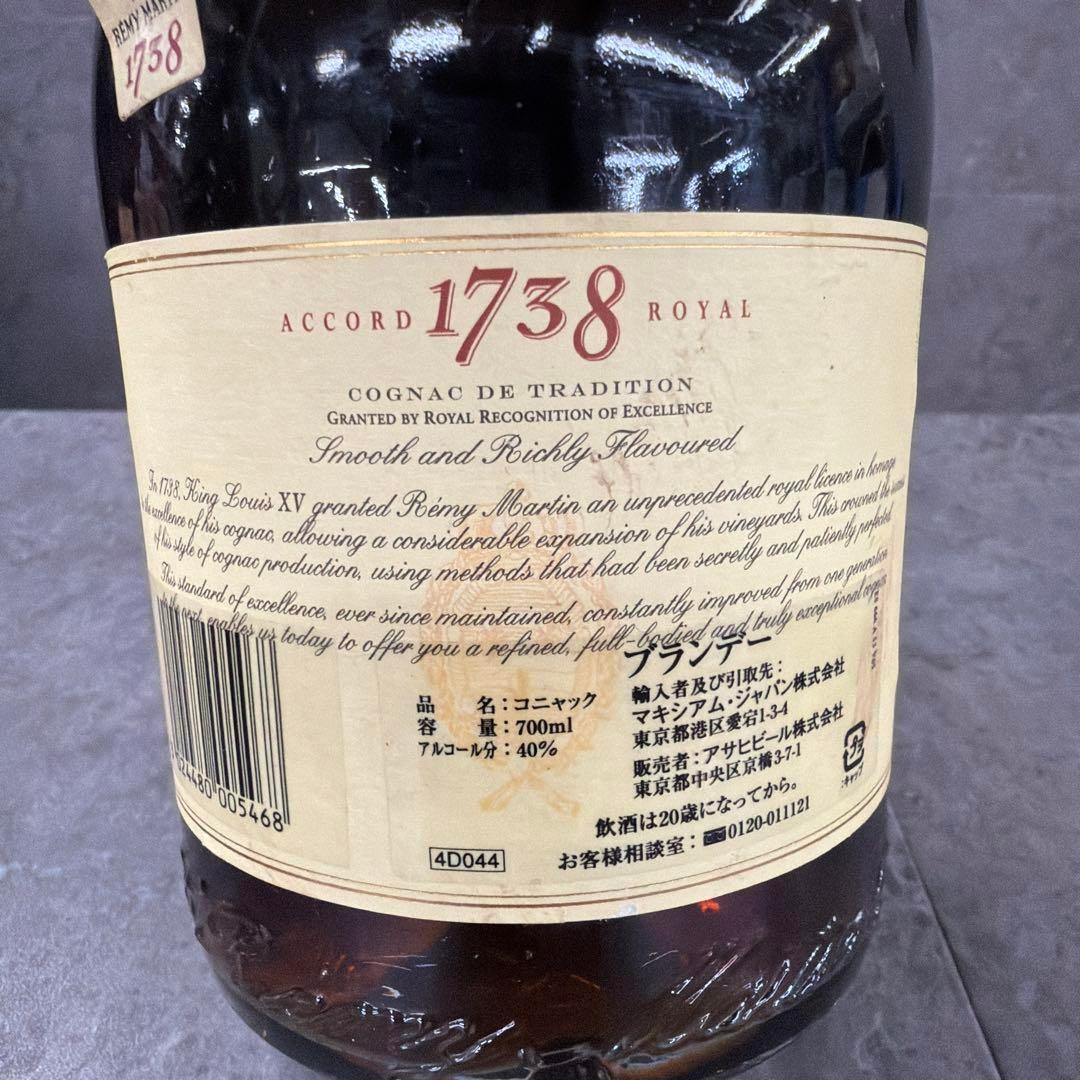 RÉMY MARTI
1738
ACCORD 1738 ROYAL
COGNAC DE TRADITION
GRANTED BY ROYAL RECOGNITION OF EXCELLENCE
Smooth and Richly Flavoured
In 1738, King Louis XV granted Rémy Martin an unprecedented royal licence in homage
excellence of his cognac, allowing a considerable expansion of his vineyards. This crowned the
of his style of cognac production, using methods that had been secretly and patiently perfected.
This standard of excellence, ever since maintained, constantly improved from one generation
to the next, enables us today to offer you a refined, full-bodied and truly exceptional cognac
ブランデー
品 名:コニャック
容 量:700ml
アルコール分:40%
輸入者及び引取先:
マキシアム・ジャパン株式会社
東京都港区愛宕1-3-4
販売者:アサヒビール株式会社
東京都中央区京橋3-7-1
飲酒は20歳になってから。
お客様相談室:0120-011121
プラ
キャップ
24480 005468
4D044